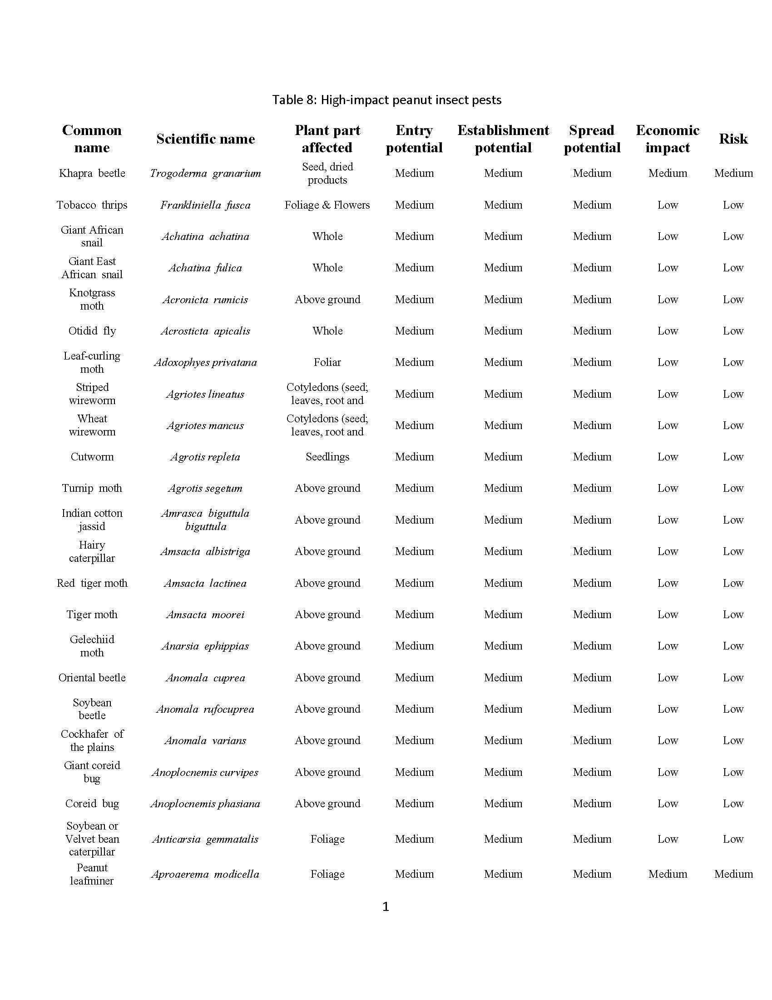 Table 8: High-impact peanut insect pests
Common name Scientific name Plant part affected Entry potential Establishment potential Spread potential Economic impact Risk
Khapra beetle Trogoderma granarium Seed, dried products Medium Medium Medium Medium Medium
Tobacco thrips Frankliniella fusca Foliage & Flowers Medium Medium Medium Low Low
Giant African snail Achatina achatina Whole Medium Medium Medium Low Low
Giant East African snail Achatina fulica Whole Medium Medium Medium Low Low
Knotgrass moth Acronicta rumicis Above ground Medium Medium Medium Low Low
Otidid fly Acrosticta apicalis Whole Medium Medium Medium Low Low
Leaf-curling moth Adoxophyes privatana Foliar Medium Medium Medium Low Low
Striped wireworm Agriotes lineatus Cotyledons (seed; leaves, root and Medium Medium Medium Low Low
Wheat wireworm Agriotes mancus Cotyledons (seed; leaves, root and Medium Medium Medium Low Low
Cutworm Agrotis repleta Seedlings Medium Medium Medium Low Low
Turnip moth Agrotis segetum Above ground Medium Medium Medium Low Low
Indian cotton jassid Amrasca biguttula biguttula Above ground Medium Medium Medium Low Low
Hairy caterpillar Amsacta albistriga Above ground Medium Medium Medium Low Low
Red tiger moth Amsacta lactinea Above ground Medium Medium Medium Low Low
Tiger moth Amsacta moorei Above ground Medium Medium Medium Low Low
Gelechiid moth Anarsia ephippias Above ground Medium Medium Medium Low Low
Oriental beetle Anomala cuprea Above ground Medium Medium Medium Low Low
Soybean beetle Anomala rufocuprea Above ground Medium Medium Medium Low Low
Cockhafer of the plains Anomala varians Above ground Medium Medium Medium Low Low
Giant coreid bug Anoplocnemis curvipes Above ground Medium Medium Medium Low Low
Coreid bug Anoplocnemis phasiana Above ground Medium Medium Medium Low Low
Soybean or Velvet bean caterpillar Anticarsia gemmatalis Foliage Medium Medium Medium Low Low
Peanut leafminer Aproaerema modicella Foliage Medium Medium Medium Medium Medium
1